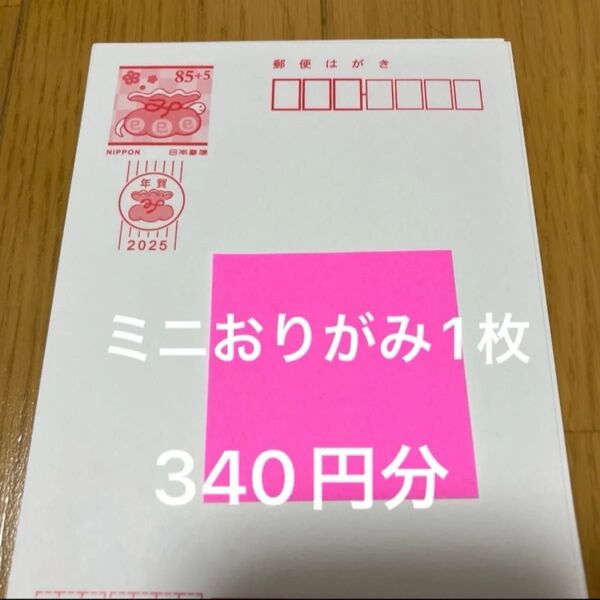 郵便はがき
85+5
NIPPON 日本郵便
年賀
2025
ミニおりがみ1枚
340円分